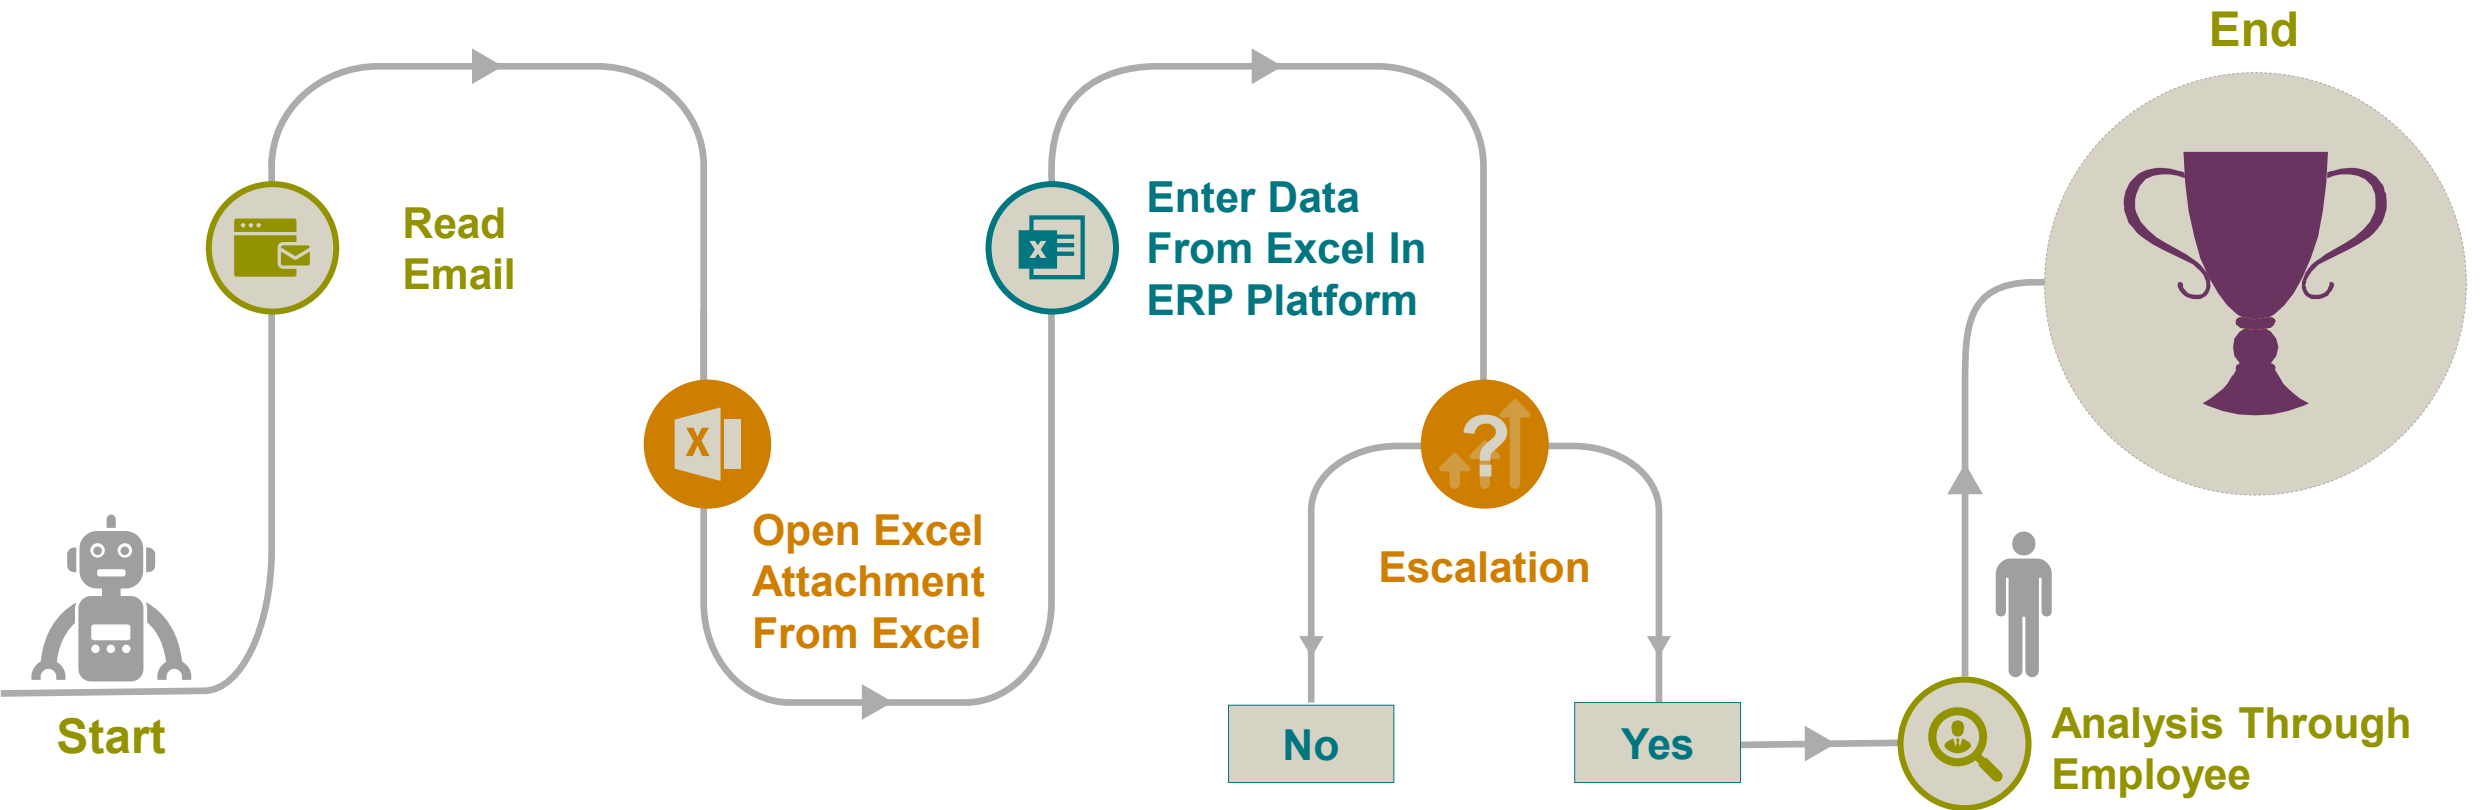 End
Read
Email
Enter Data
From Excel In
ERP Platform
X
X
?
Open Excel
Attachment
From Excel
Escalation
Start
No
Yes
Analysis Through
Employee